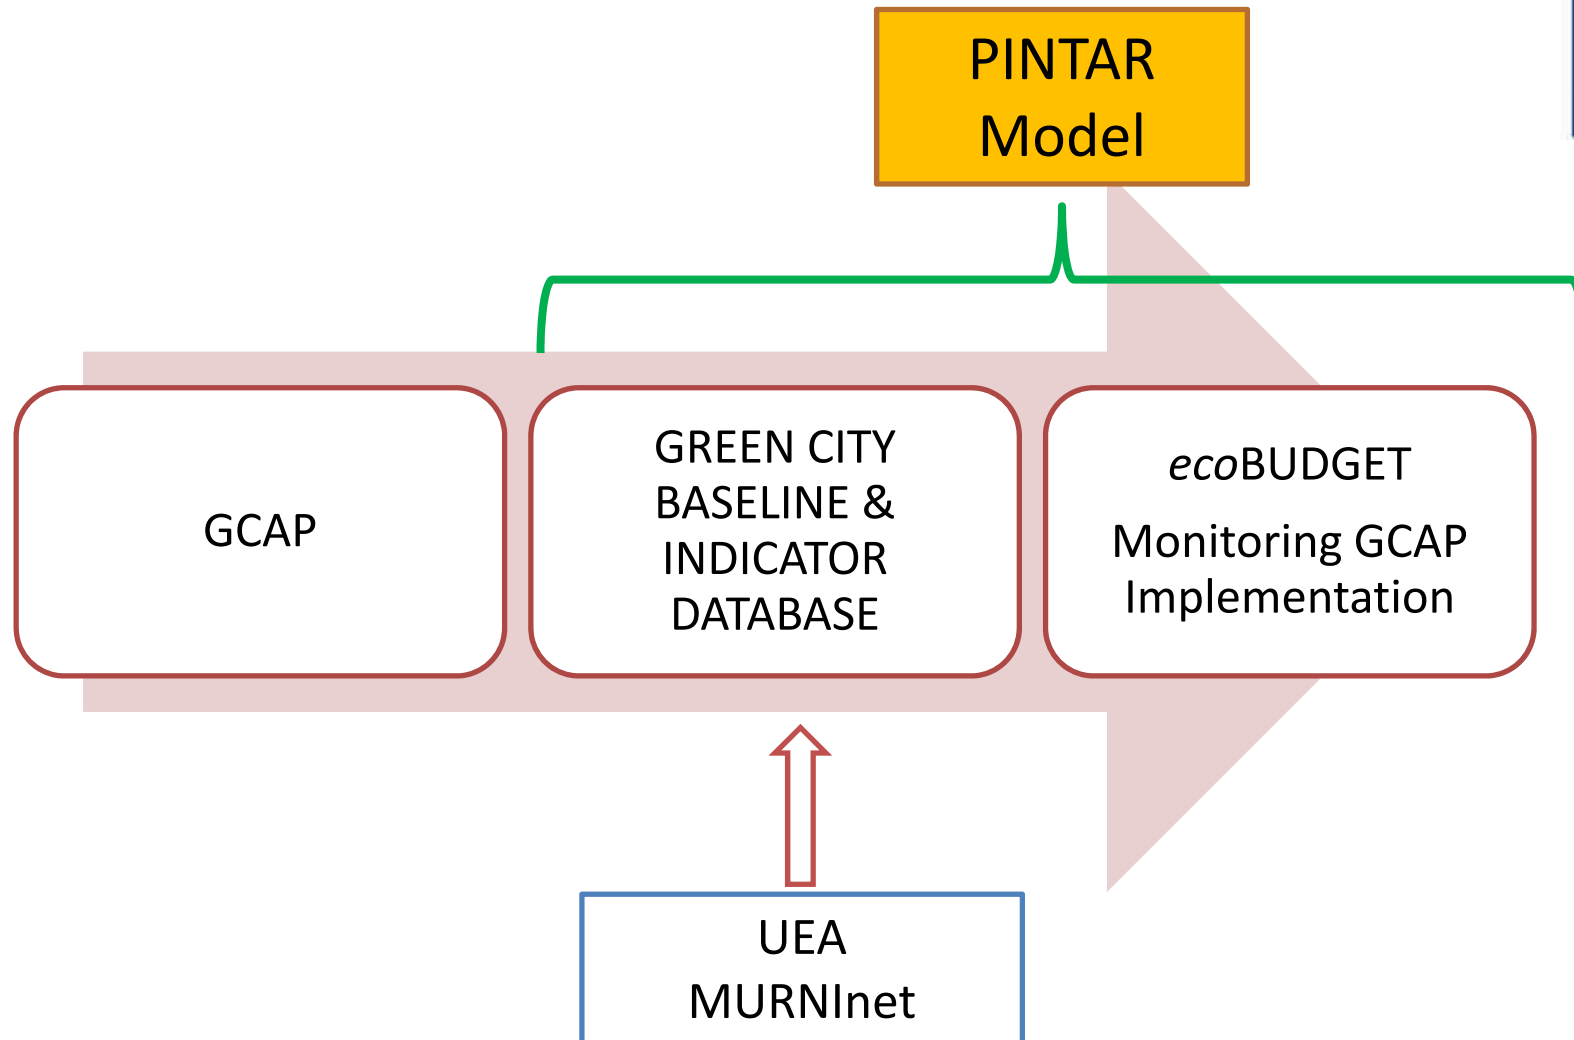 PINTAR
Model
GCAP
GREEN CITY
BASELINE &
INDICATOR
DATABASE
ecoBUDGET
Monitoring GCAP
Implementation
UEA
MURNInet